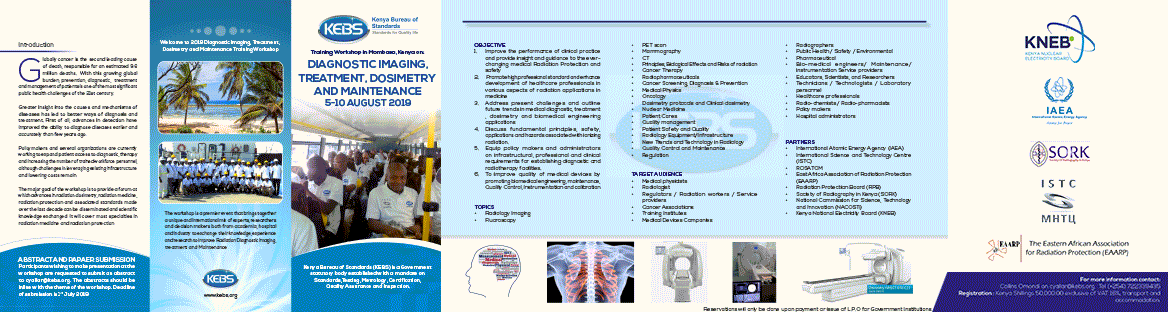 Introduction
Globally cancer is the second leading cause
of death, responsible for an estimated 9.6
million deaths. With this growing global
burden, prevention, diagnosis, treatment
and management of patients is one of the most significant
public health challenges of the 21st century.
Greater insight into the causes and mechanisms of
diseases has led to better ways of diagnosis and
treatment. First of all, advances in detection have
improved the ability to diagnose diseases earlier and
accurately than few years ago.
Policy makers and several organizations are currently
working to expand patient access to diagnostic, therapy
and increasing the number of trained workforce personnel,
although challenges in leveraging existing infrastructure
and lowering costs remain.
The major goal of the workshop is to provide a forum at
which advances in radiation dosimetry, radiation medicine,
radiation protection and associated standards made
over the last decade can be disseminated and scientific
knowledge exchanged. It will cover most specialties in
radiation medicine and radiation protection
ABSTRACT AND PAPAER SUBMISSION
Participants wishing to make presentation at the
workshop are requested to submit an abstract
to cyallar@kebs.org. The abstracts should be
inline with the theme of the workshop. Deadline
of submission is 1st July 2019
Welcome to 2019 Diagnostic Imaging, Treatment,
Dosimetry and Maintenance Training Workshop
The workshop is a premier event that brings together
a unique and international mix of experts, researchers
and decision makers both from academia, hospital
and industry to exchange their knowledge experience
and research to improve Radiation Diagnostic Imaging,
treatment and Maintenance
KEBS
www.kebs.org
KEBS
Kenya Bureau of
Standards
Standards for Quality life
Training Workshop in Mombasa, Kenya on:
DIAGNOSTIC IMAGING,
TREATMENT, DOSIMETRY
AND MAINTENANCE
5-10 AUGUST 2019
Kenya Bureau of Standards (KEBS) is a Government
statutory body established with a mandate on
Standards, Testing, Metrology, Certification,
Quality Assurance and Inspection.
OBJECTIVE
1. Improve the performance of clinical practice
and provide insight and guidance to the ever-
changing medical Radiation Protection and
safety
2. Promote high professional standard and enhance
development of healthcare professionals in
various aspects of radiation applications in
medicine
3. Address present challenges and outline
future trends in medical diagnostic, treatment
, dosimetry and biomedical engineering
applications
4. Discuss fundamental principles, safety,
applications and hazards associated with ionizing
radiation.
5. Equip policy makers and administrators
on infrastructural, professional and clinical
requirements for establishing diagnostic and
radiotherapy facilities.
6. To improve quality of medical devices by
promoting biomedical engineering, maintenance,
Quality Control, Instrumentation and calibration
TOPICS
• Radiology Imaging
• Fluoroscopy
• PET scan
• Mammography
• CT
• Principles, Biological Effects and Risks of radiation
• Cancer Therapy
• Radiopharmaceuticals
• Cancer Screening, Diagnosis & Prevention
• Medical Physics
• Oncology
• Dosimetry protocols and Clinical dosimetry
• Nuclear Medicine
• Patient Cares
• Quality management
• Patient Safety and Quality
• Radiology Equipment/Infrastructure
• New Trends and Technology in Radiology
• Quality Control and Maintenance
• Regulation
TARGET AUDIENCE
• Medical physicists
• Radiologist
• Regulators / Radiation workers / Service
providers
• Cancer Associations
• Training Institutes
• Medical Devices Companies
• Radiographers
• Public Health / Safety / Environmental
• Pharmaceutical
• Bio-medical engineers/ Maintenance/
Instrumentation Service providers
• Educators, Scientists, and Researchers
• Technicians / Technologists / Laboratory
personnel
• Healthcare professionals
• Radio-chemists / Radio-pharmacists
• Policy makers
• Hospital administrators
PARTNERS
• International Atomic Energy Agency (IAEA)
• International Science and Technology Centre
(ISTC)
• ROSATOM
• East Africa Association of Radiation Protection
(EAARP)
• Radiation Protection Board (RPB)
• Society of Radiography in Kenya (SORK)
• National Commission for Science, Technology
and Innovation (NACOSTI)
• Kenya National Electricity Board (KNEB)
Reservations will only be done upon payment or issue of L.P.O for Government Institutions
KNEB
KENYA NUCLEAR
ELECTRICITY BOARD
IAEA
International Atomic Energy Agency
SORK
ISTC
МНТЦ
EAARP
The Eastern African Association
for Radiation Protection (EAARP)
For more information contact:
Collins Omondi on cyallar@kebs.org
Registration: Kenya Shillings 50,000.00 exclusive of VAT 16%, transport and
accommodation.